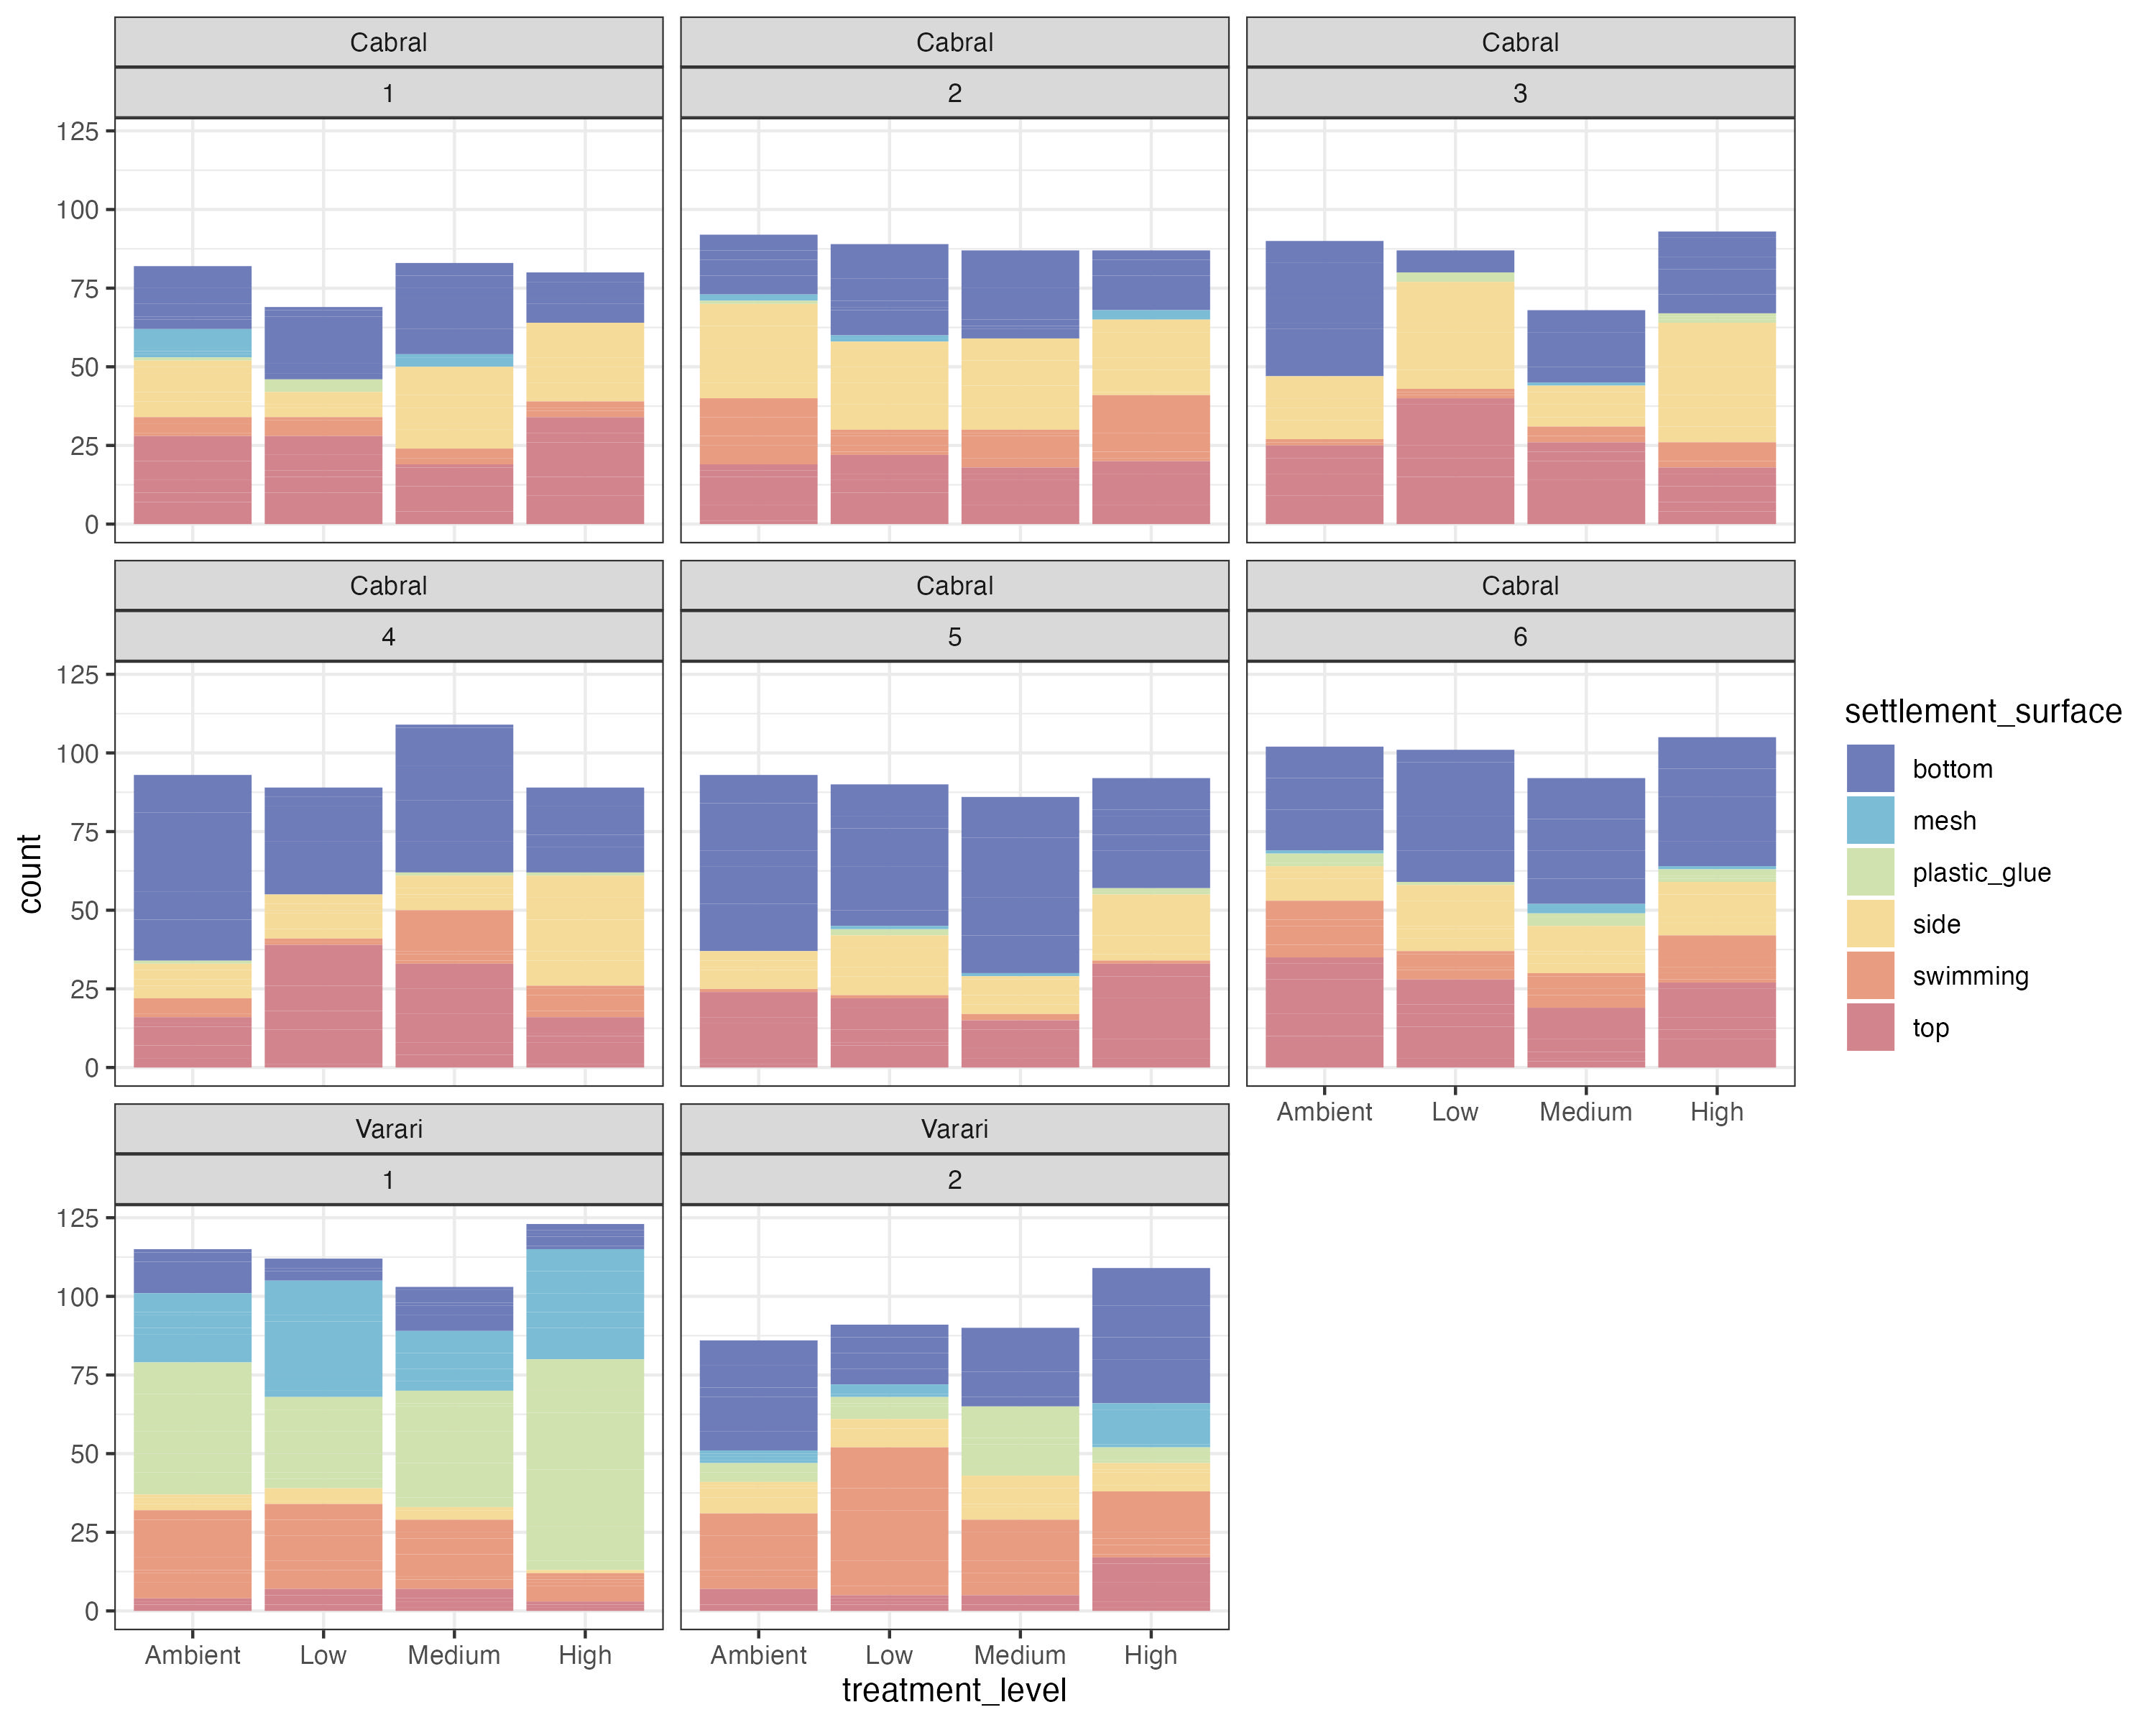 Cabral
1
Cabral
2
Cabral
3
125
100
75
50
25
0
Cabral
4
Cabral
5
Cabral
6
125
100
75
50
25
0
Ambient Low Medium High
Varari
1
Varari
2
125
100
75
50
25
0
Ambient Low Medium High
Ambient Low Medium High
treatment_level
count
settlement_surface
bottom
mesh
plastic_glue
side
swimming
top